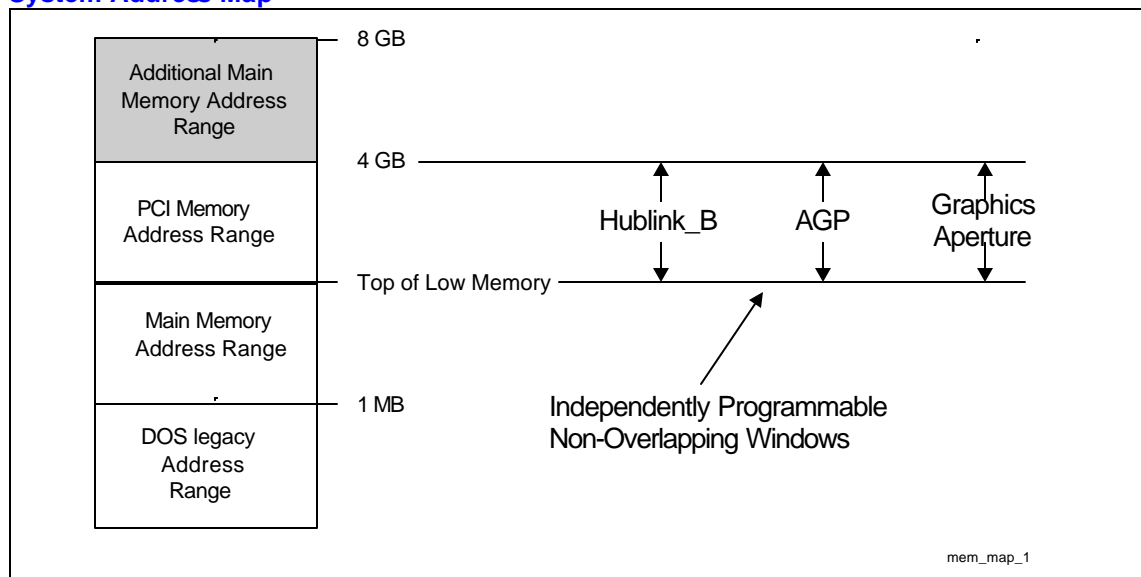 System Address Map
8 GB
Additional Main
Memory Address
Range
4 GB
PCI Memory
Address Range
Hublink_B
AGP
Graphics
Aperture
Top of Low Memory
Main Memory
Address Range
1 MB
Independently Programmable
Non-Overlapping Windows
DOS legacy
Address
Range
mem_map_1